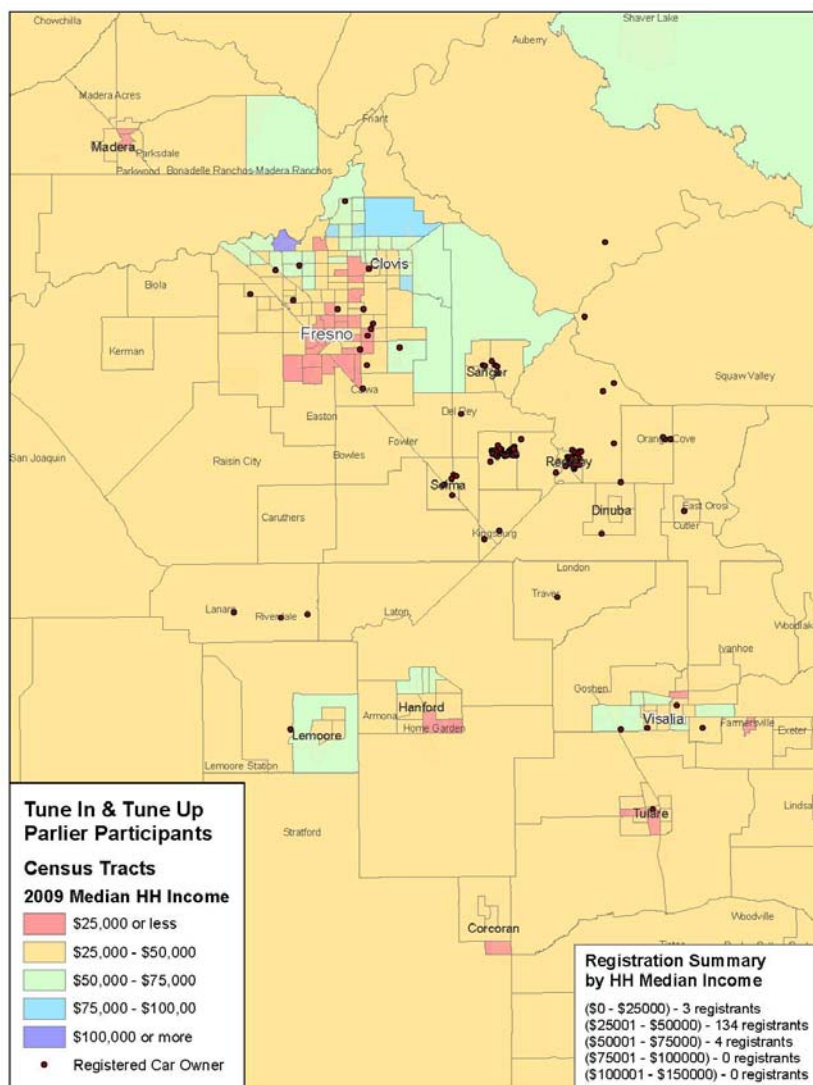 Chowchilla
Shaver Lake
Auberry
Madera Acres
Friant
Madera
Parksdale
Parkwood
Bonadelle Ranchos-Madera Ranchos
Clovis
Biola
Fresno
Kerman
Sanger
Squaw Valley
Calwa
Easton
Del Rey
Fowler
Orange Cove
San Joaquin
Raisin City
Bowles
Reedley
Selma
Caruthers
Dinuba
East Orosi
Cutler
Kingsburg
London
Traver
Lanare
Riverdale
Laton
Woodlak
Ivanhoe
Goshen
Armona
Hanford
Visalia
Home Garden
Farmersville
Exeter
Lemoore
Lemoore Station
Stratford
Tulare
Lindsa
Corcoran
Woodville
Tune In & Tune Up
Parlier Participants
Census Tracts
2009 Median HH Income
$25,000 or less
$25,000 - $50,000
$50,000 - $75,000
$75,000 - $100,00
$100,000 or more
Registered Car Owner
Registration Summary
by HH Median Income
($0 - $25000) - 3 registrants
($25001 - $50000) - 134 registrants
($50001 - $75000) - 4 registrants
($75001 - $100000) - 0 registrants
($100001 - $150000) - 0 registrants